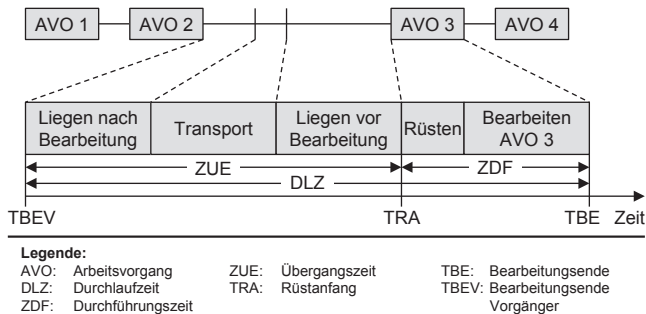 AVO 1 AVO 2 AVO 3 AVO 4
Liegen nach Bearbeitung
Transport
Liegen vor Bearbeitung
Rüsten
Bearbeiten AVO 3
ZUE ZDF
DLZ
TBEV TRA TBE Zeit
Legende:
AVO: Arbeitsvorgang ZUE: Übergangszeit TBE: Bearbeitungsende
DLZ: Durchlaufzeit TRA: Rüstanfang TBEV: Bearbeitungsende
ZDF: Durchführungszeit Vorgänger